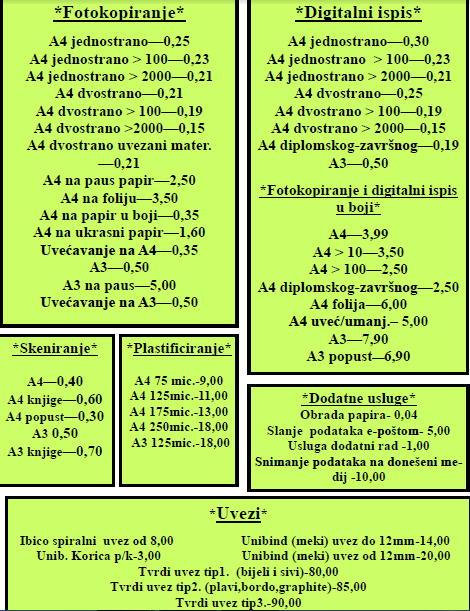 *Fotokopiranje*
A4 jednostrano—0,25
A4 jednostrano > 100—0,23
A4 jednostrano > 2000—0,21
A4 dvostrano—0,21
A4 dvostrano > 100—0,19
A4 dvostrano >2000—0,15
A4 dvostrano uvezani mater.
—0,21
A4 na paus papir—2,50
A4 na foliju—3,50
A4 na papir u boji—0,35
A4 na ukrasni papir—1,60
Uvećavanje na A4—0,35
A3—0,50
A3 na paus—5,00
Uvećavanje na A3—0,50
*Digitalni ispis*
A4 jednostrano—0,30
A4 jednostrano > 100—0,23
A4 jednostrano > 2000—0,21
A4 dvostrano—0,25
A4 dvostrano > 100—0,19
A4 dvostrano > 2000—0,15
A4 diplomskog-završnog—0,19
A3—0,50
*Fotokopiranje i digitalni ispis
u boji*
A4—3,99
A4 > 10—3,50
A4 > 100—2,50
A4 diplomskog-završnog—2,50
A4 folija—6,00
A4 uveć/umanj.– 5,00
A3—7,90
A3 popust—6,90
*Skeniranje*
A4—0,40
A4 knjige—0,60
A4 popust—0,30
A3 0,50
A3 knjige—0,70
*Plastificiranje*
A4 75 mic.-9,00
A4 125mic.-11,00
A4 175mic.-13,00
A4 250mic.-18,00
A3 125mic.-18,00
*Dodatne usluge*
Obrada papira- 0,04
Slanje podataka e-poštom- 5,00
Usluga dodatni rad -1,00
Snimanje podataka na donešeni me-
dij -10,00
*Uvezi*
Ibico spiralni uvez od 8,00
Unibind (meki) uvez do 12mm-14,00
Unib. Korica p/k-3,00
Unibind (meki) uvez od 12mm-20,00
Tvrdi uvez tip1. (bijeli i sivi)-80,00
Tvrdi uvez tip2. (plavi,bordo,graphite)-85,00
Tvrdi uvez tip3.-90,00